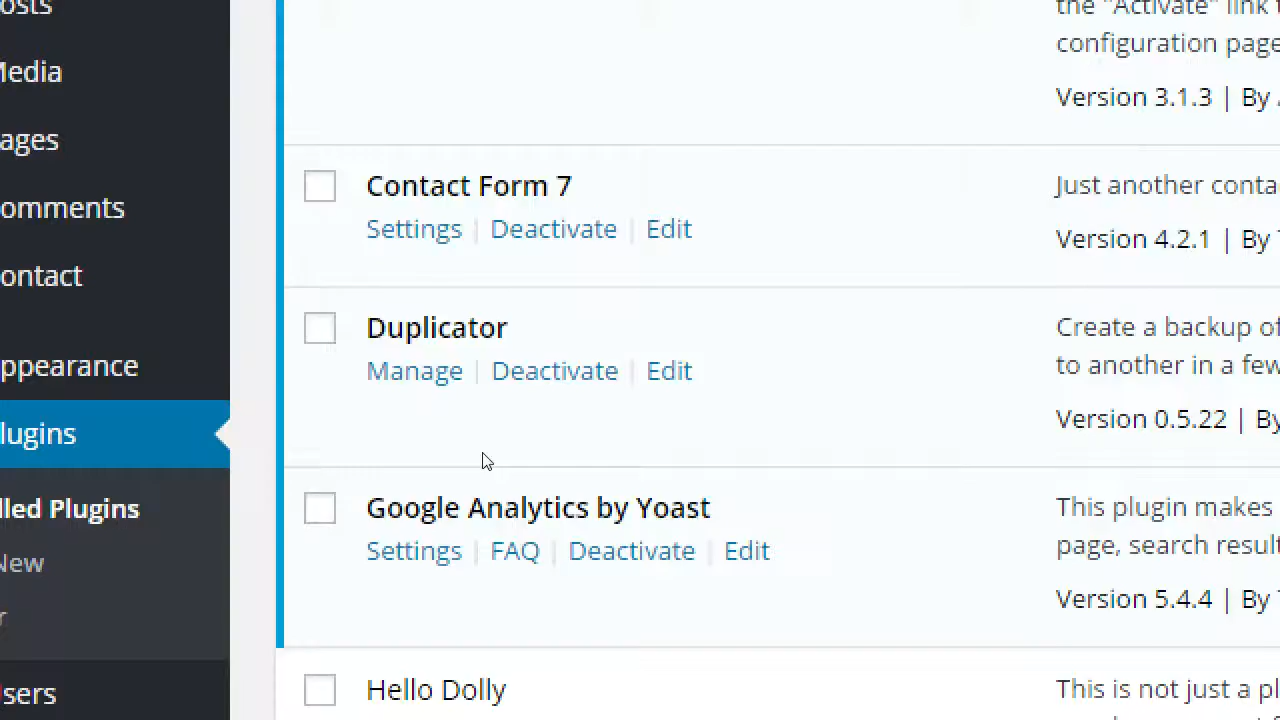 osts
Media
ages
omments
ontact
ppearance
lugins
lled Plugins
New
r
Users
the "Activate" link t
configuration page
Version 3.1.3 | By
Contact Form 7
Settings | Deactivate | Edit
Just another conta
Version 4.2.1 | By T
Duplicator
Manage | Deactivate | Edit
Create a backup of
to another in a few
Version 0.5.22 | By
Google Analytics by Yoast
Settings | FAQ | Deactivate | Edit
This plugin makes
page, search result
Version 5.4.4 | By T
Hello Dolly
This is not just a pl